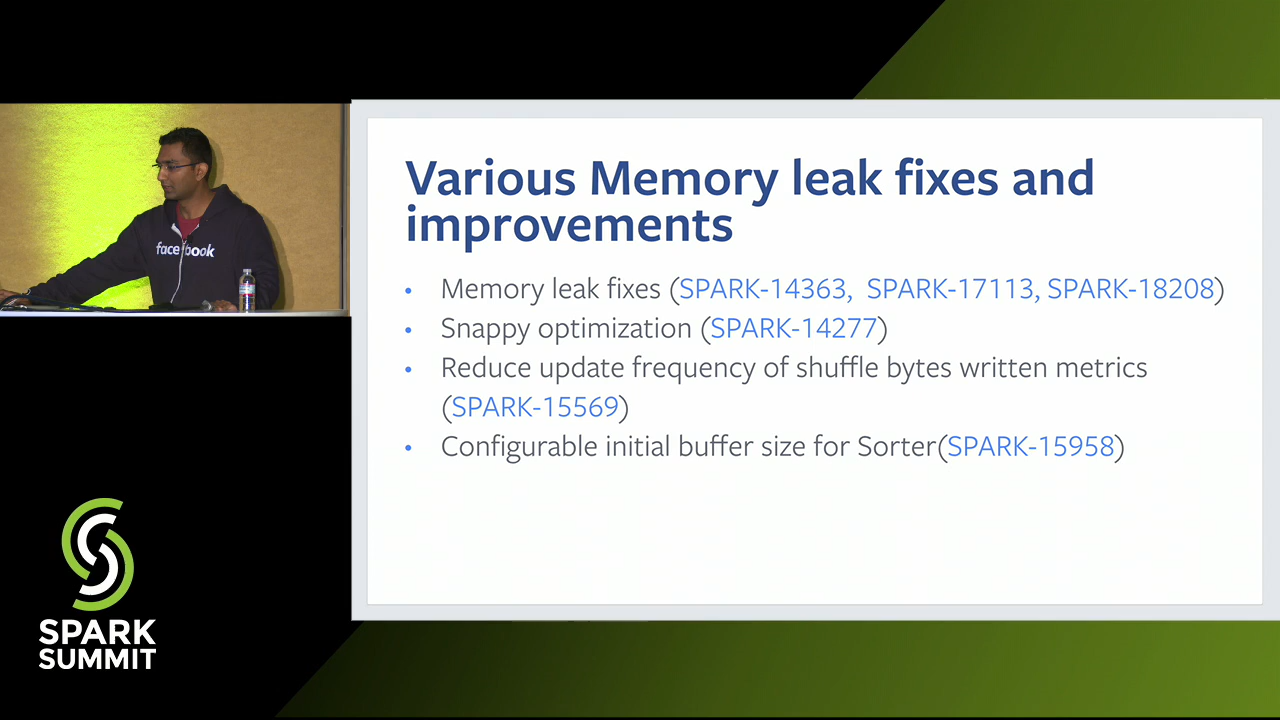 Various Memory leak fixes and
improvements
• Memory leak fixes (SPARK-14363, SPARK-17113, SPARK-18208)
• Snappy optimization (SPARK-14277)
• Reduce update frequency of shuffle bytes written metrics
(SPARK-15569)
• Configurable initial buffer size for Sorter(SPARK-15958)
facebook
SPARK
SUMMIT